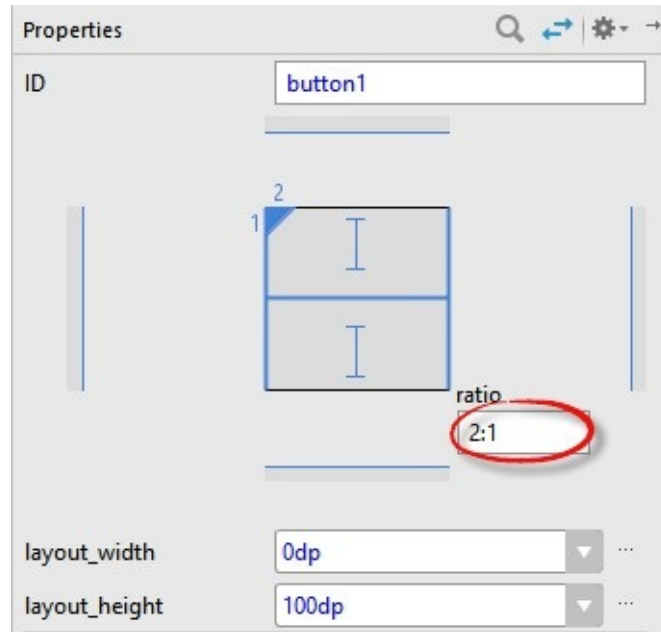 Properties
ID
button1
2
1
ratio
2:1
layout_width
0dp
...
layout_height
100dp
...